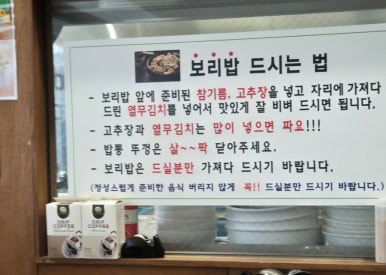 보리밥 드시는 법
- 보리밥 앞에 준비된 참기름, 고추장을 넣고 자리에 가져다
드린 열무김치를 넣어서 맛있게 잘 비벼 드시면 됩니다.
- 고추장과 열무김치는 많이 넣으면 짜요!!!
- 밥통 뚜껑은 살~~짝 닫아주세요.
- 보리밥은 드실분만 가져다 드시기 바랍니다.
(정성스럽게 준비한 음식 버리지 않게 꼭!! 드실분만 드시기 바랍니다.)
DRIP
COFFEE
DRIP
COFFEE